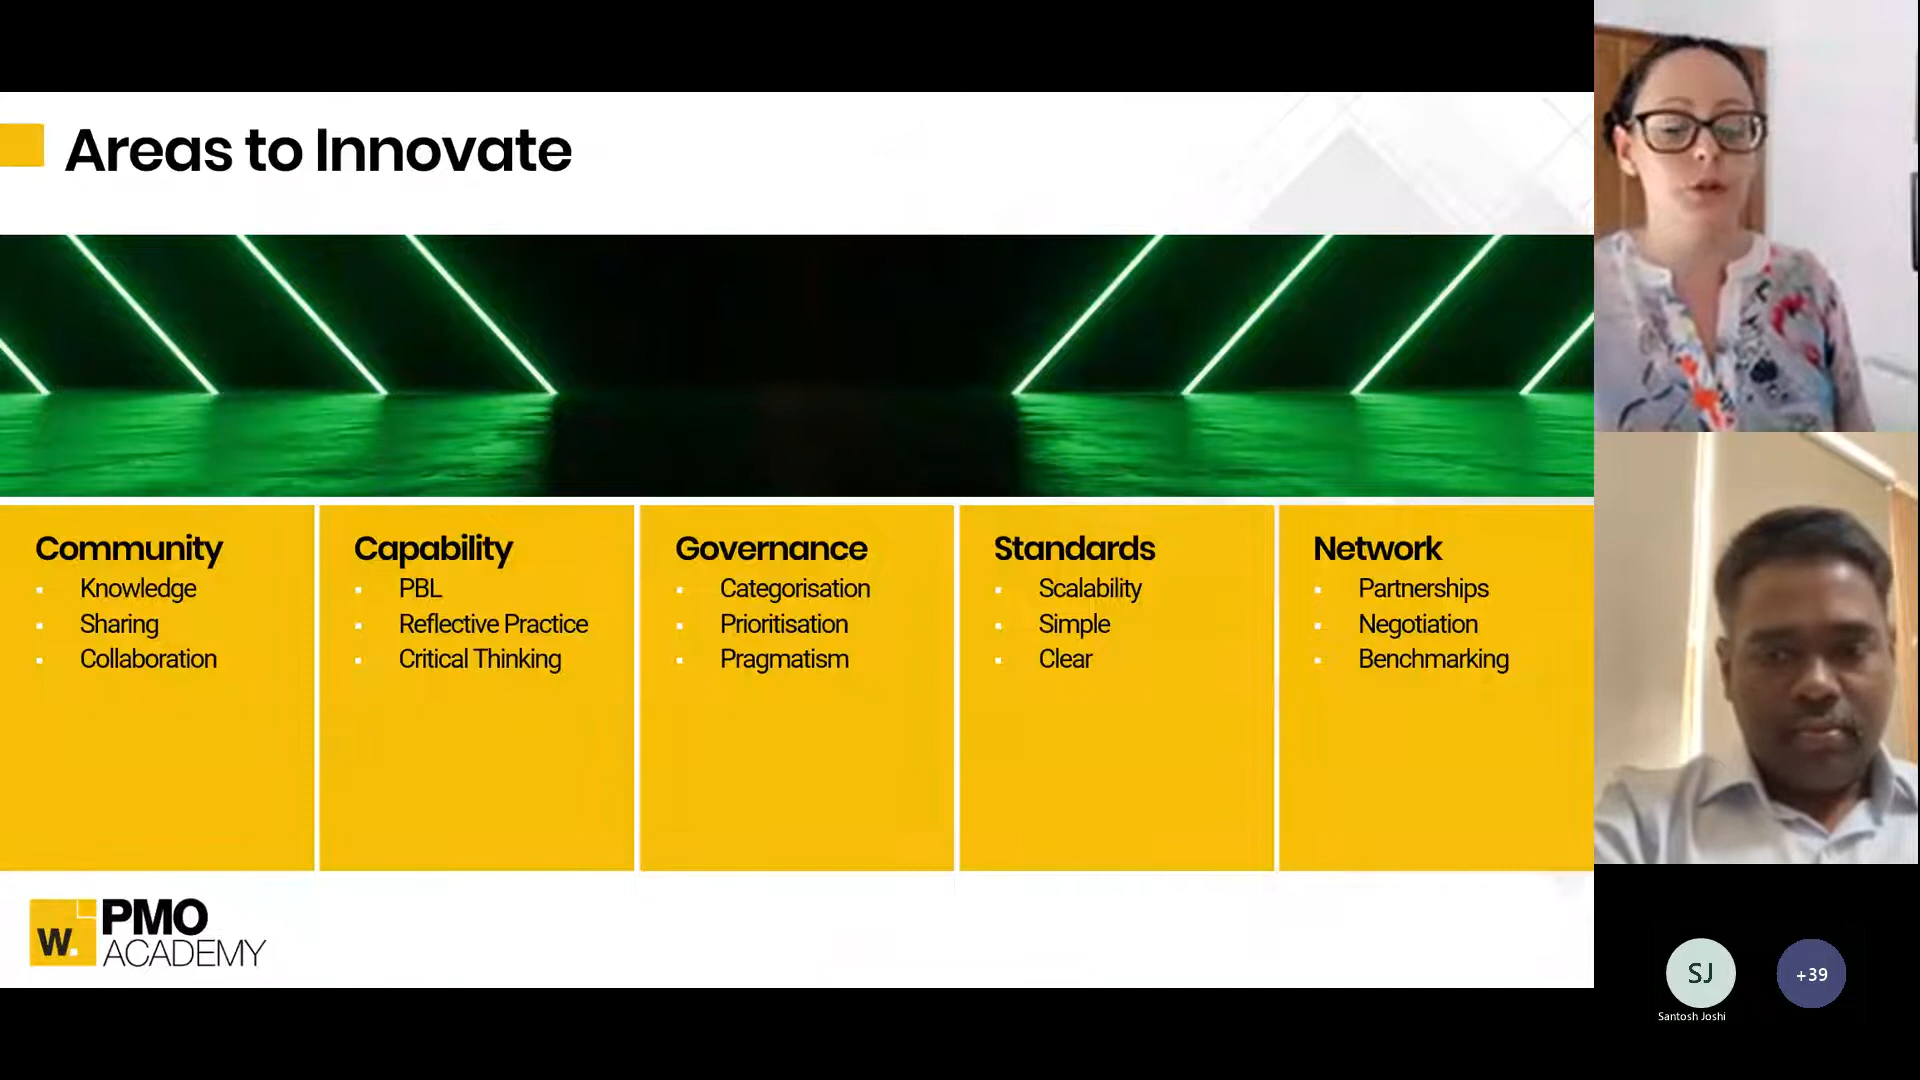 Areas to Innovate
Community
Knowledge
Sharing
Collaboration
Capability
PBL
Reflective Practice
Critical Thinking
Governance
Categorisation
Prioritisation
Pragmatism
Standards
Scalability
Simple
Clear
Network
Partnerships
Negotiation
Benchmarking
W.
PMO
ACADEMY
SJ
+39
Santosh Joshi